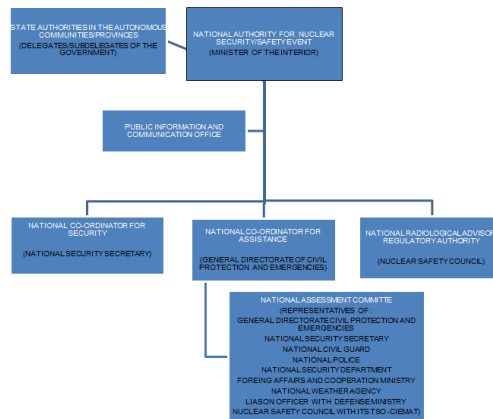 STATE AUTHORITIES IN THE AUTONOMOUS
COMMUNITIES/PROVINCES
(DELEGATES/SUBDELEGATES OF THE
GOVERNMENT)
NATIONAL AUTHORITY FOR NUCLEAR
SECURITY/SAFETY EVENT
(MINISTER OF THE INTERIOR)
PUBLIC INFORMATION AND
COMMUNICATION OFFICE
NATIONAL CO-ORDINATOR FOR
SECURITY
(NATIONAL SECURITY SECRETARY)
NATIONAL CO-ORDINATOR FOR
ASSISTANCE
(GENERAL DIRECTORATE OF CIVIL
PROTECTION AND EMERGENCIES)
NATIONAL RADIOLOGICAL ADVISOR
REGULATORY AUTHORITY
(NUCLEAR SAFETY COUNCIL)
NATIONAL ASSESSMENT COMMITTE
(REPRESENTATIVES OF :
GENERAL DIRECTORATE CIVIL PROTECTION AND
EMERGENCIES
NATIONAL SECURITY SECRETARY
NATIONAL CIVIL GUARD
NATIONAL POLICE
NATIONAL SECURITY DEPARTMENT
FOREING AFFAIRS AND COOPERATION MINISTRY
NATIONAL WEATHER AGENCY
LIASON OFFICER WITH DEFENSE MINISTRY
NUCLEAR SAFETY COUNCIL WITH ITS TSO -CIEMAT)